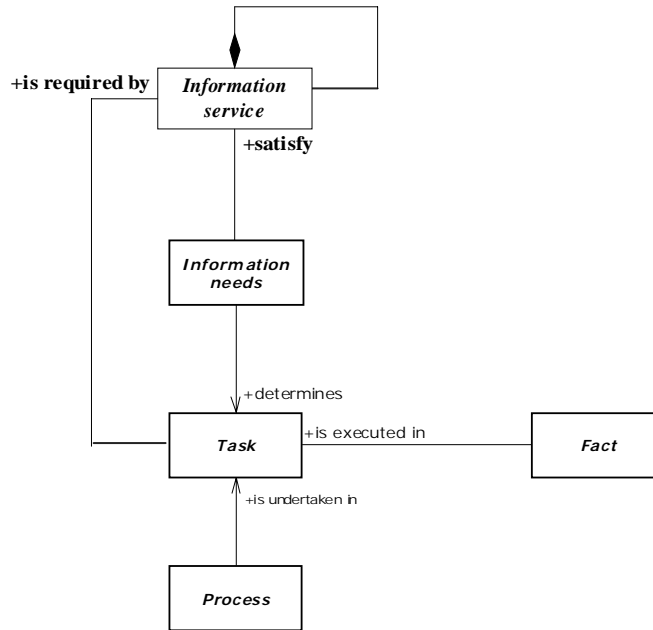 +is required by
Information
service
+satisfy
Information
needs
+determines
+is executed in
Task
Fact
+is undertaken in
Process